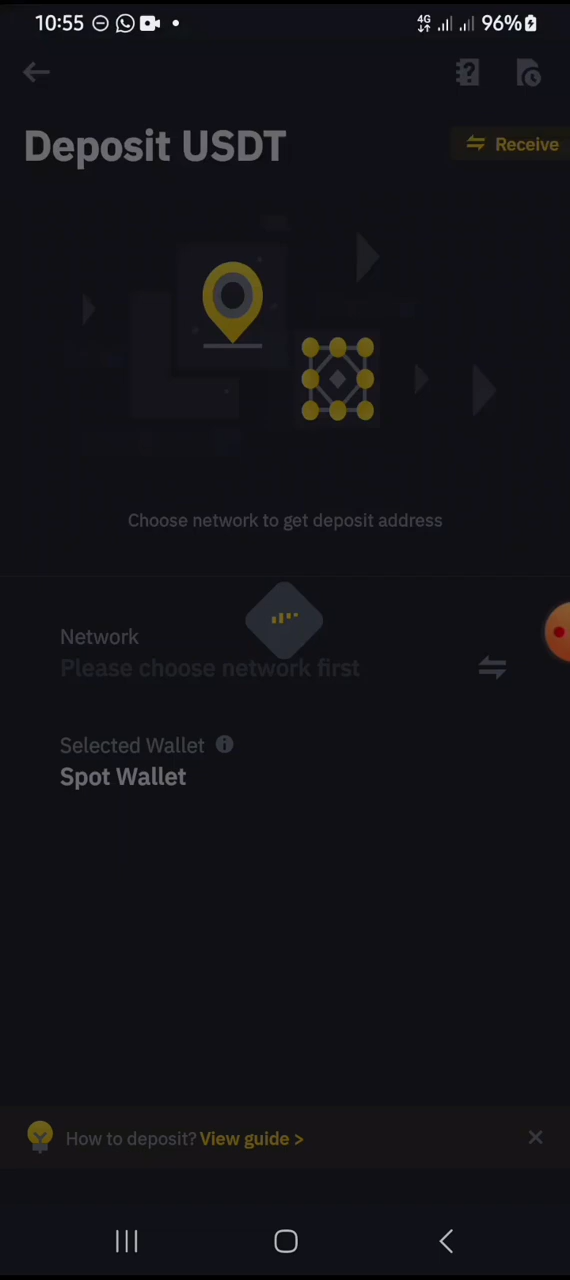 10:55 4G 96%
Deposit USDT
Receive
Choose network to get deposit address
Network
Please choose network first
Selected Wallet
Spot Wallet
How to deposit? View guide >